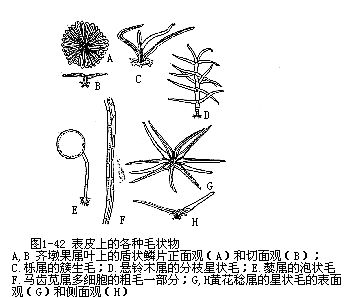 A
B
C
D
E
F
G
H
图1-42 表皮上的各种毛状物
A,B 齐墩果属叶上的盾状鳞片正面观(A)和切面观(B);
C.栎属的簇生毛;D.悬铃木属的分枝星状毛;E.藜属的泡状毛
F.马齿苋属多细胞的粗毛一部分;G,H黄花稔属的星状毛的表面
观(G)和侧面观(H)